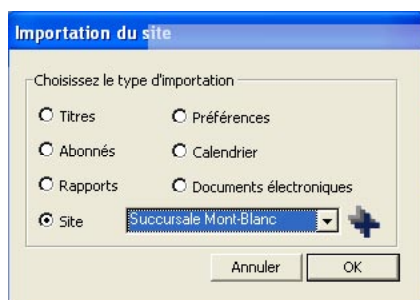 Importation du site
Choisissez le type d'importation
Titres
Préférences
Abonnés
Calendrier
Rapports
Documents électroniques
Site
Succursale Mont-Blanc
Annuler
OK